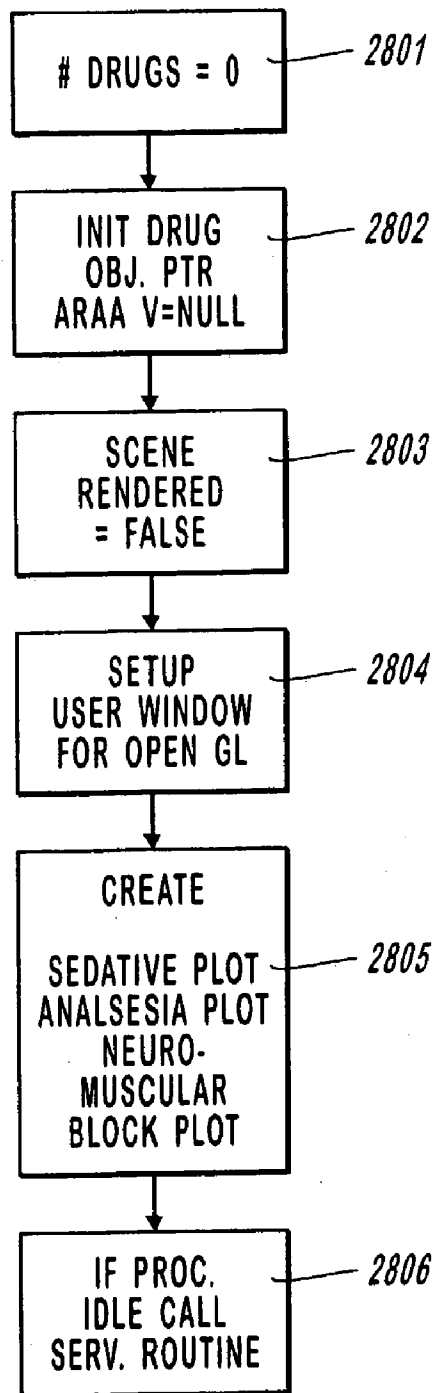 # DRUGS = 0
2801
INIT DRUG
OBJ. PTR
ARAA V=NULL
2802
SCENE
RENDERED
= FALSE
2803
SETUP
USER WINDOW
FOR OPEN GL
2804
CREATE
SEDATIVE PLOT
ANALSESIA PLOT
NEURO-
MUSCULAR
BLOCK PLOT
2805
IF PROC.
IDLE CALL
SERV. ROUTINE
2806